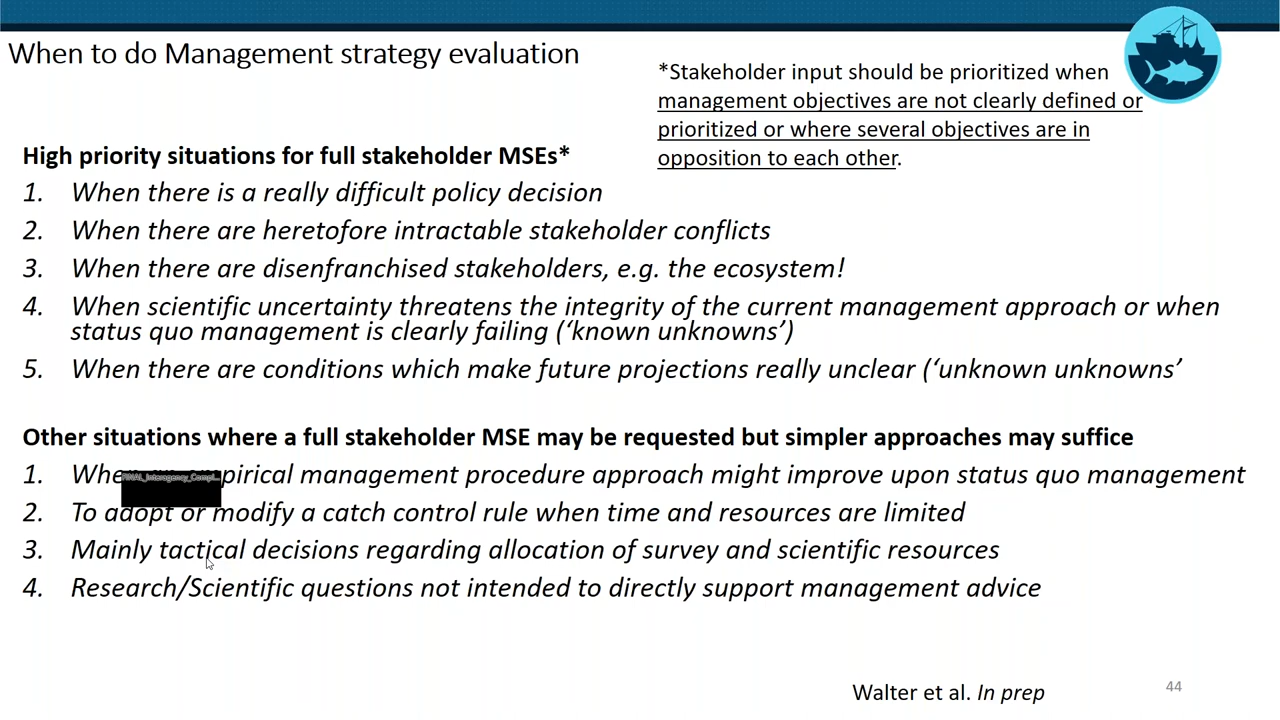 When to do Management strategy evaluation
*Stakeholder input should be prioritized when
management objectives are not clearly defined or
prioritized or where several objectives are in
opposition to each other.
High priority situations for full stakeholder MSEs*
1. When there is a really difficult policy decision
2. When there are heretofore intractable stakeholder conflicts
3. When there are disenfranchised stakeholders, e.g. the ecosystem!
4. When scientific uncertainty threatens the integrity of the current management approach or when
status quo management is clearly failing (‘known unknowns’)
5. When there are conditions which make future projections really unclear (‘unknown unknowns’
Other situations where a full stakeholder MSE may be requested but simpler approaches may suffice
1. management procedure approach might improve upon status quo management
2. To adopt or modify a catch control rule when time and resources are limited
3. Mainly tactical decisions regarding allocation of survey and scientific resources
4. Research/Scientific questions not intended to directly support management advice
Walter et al. In prep
44